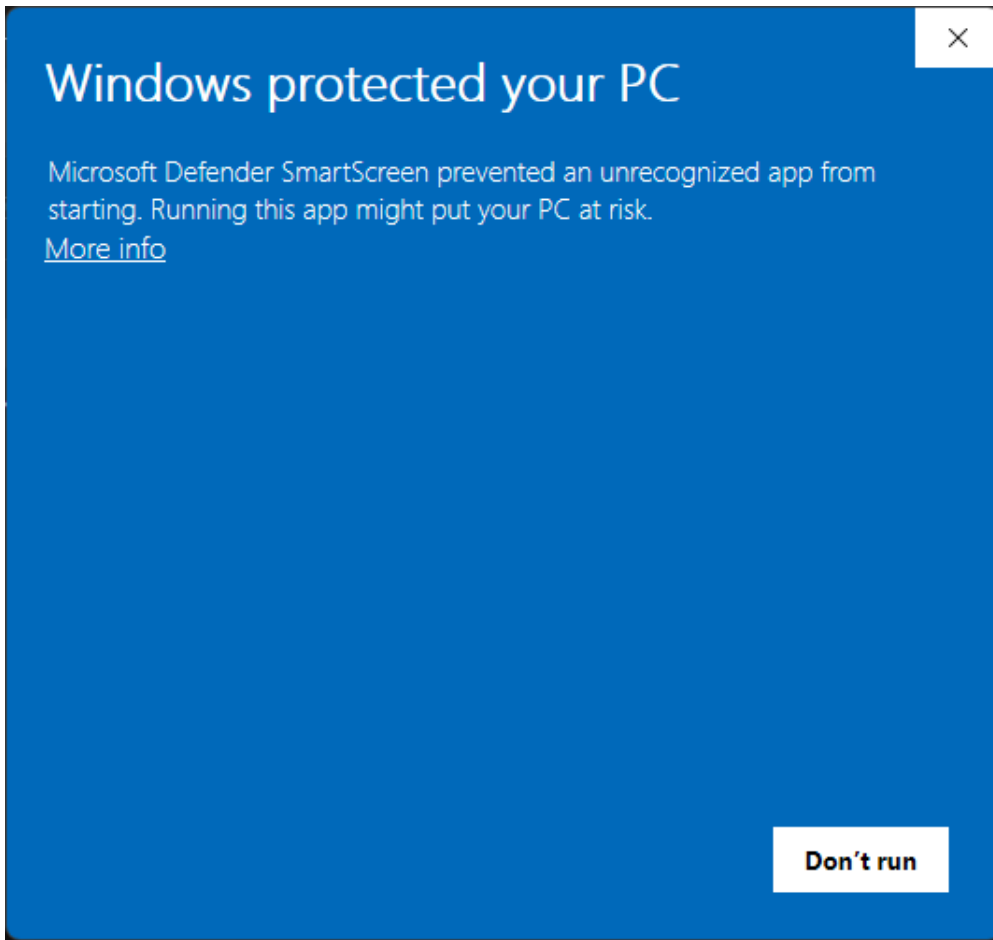 Windows protected your PC
Microsoft Defender SmartScreen prevented an unrecognized app from
starting. Running this app might put your PC at risk.
More info
Don’t run